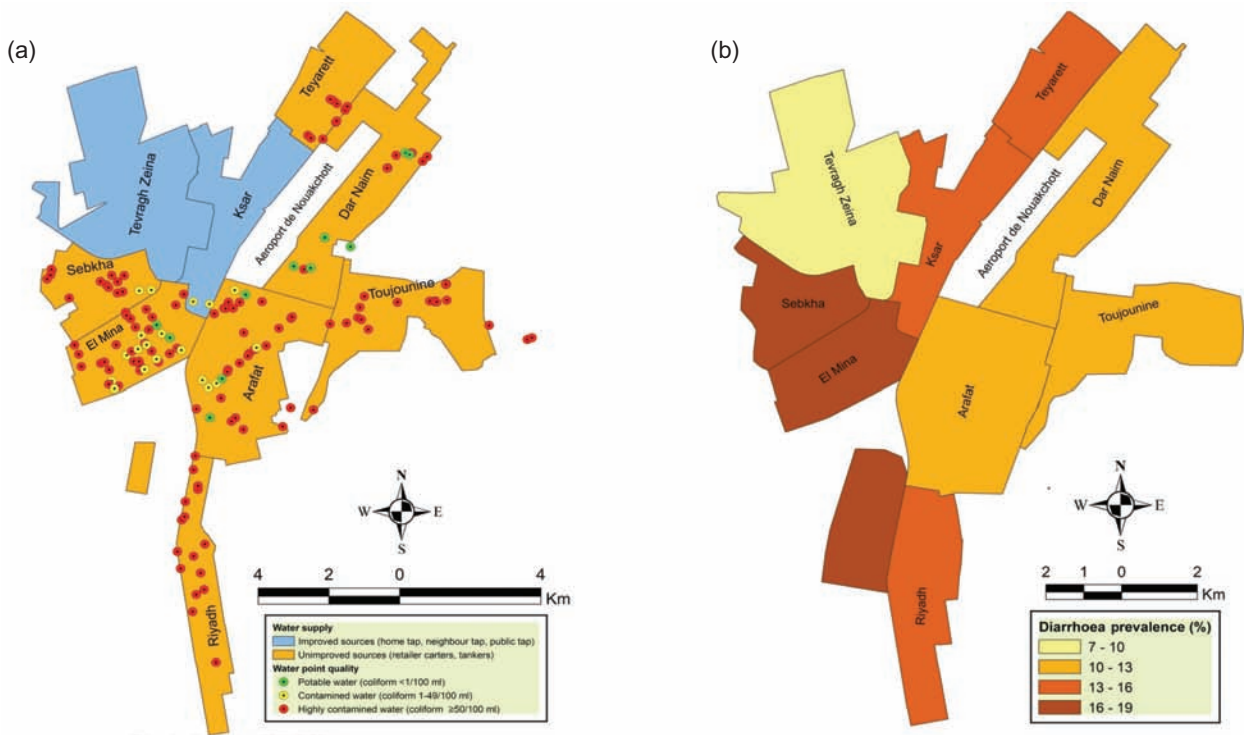 (a)
Teyarett
Tevragh Zeina
Ksar
Aeroport de Nouakchott
Dar Naim
Sebkha
Toujounine
El Mina
Arafat
Riyadh
N
W E
S
4 2 0 4
Km
Water supply
Improved sources (home tap, neighbour tap, public tap)
Unimproved sources (retailer carters, tankers)
Water point quality
Potable water (coliform <1/100 ml)
Contaminated water (coliform 1-49/100 ml)
Highly contaminated water (coliform ≥50/100 ml)
(b)
Teyarett
Tevragh Zeina
Ksar
Aeroport de Nouakchott
Dar Naim
Sebkha
Toujounine
El Mina
Arafat
Riyadh
N
W E
S
2 1 0 2
Km
Diarrhoea prevalence (%)
7 - 10
10 - 13
13 - 16
16 - 19